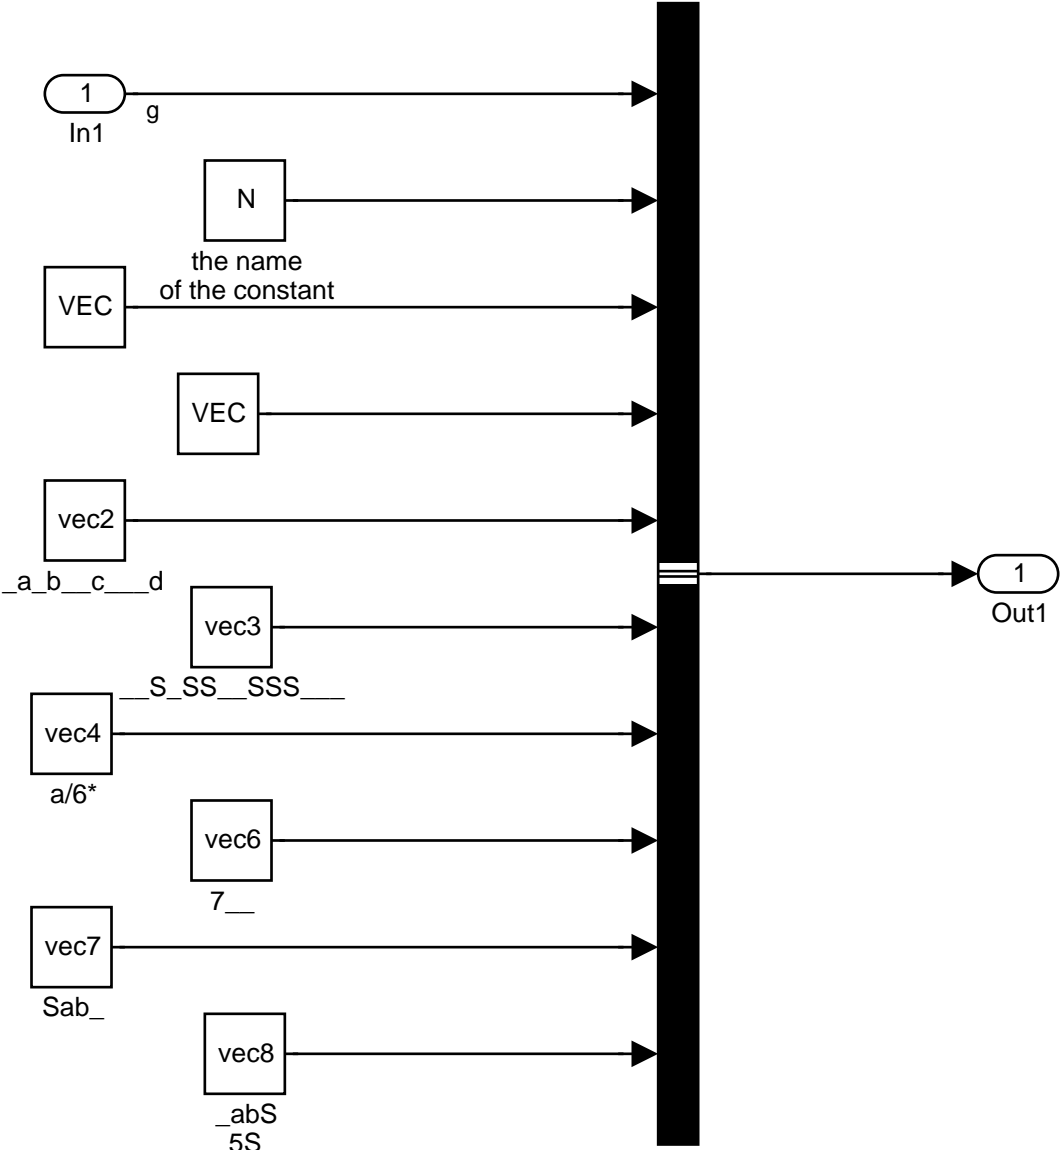 1
g
In1
N
the name
of the constant
VEC
VEC
vec2
_a_b__c___d
1
Out1
vec3
__S_SS__SSS___
vec4
a/6*
vec6
7__
vec7
Sab_
vec8
_abS
5S